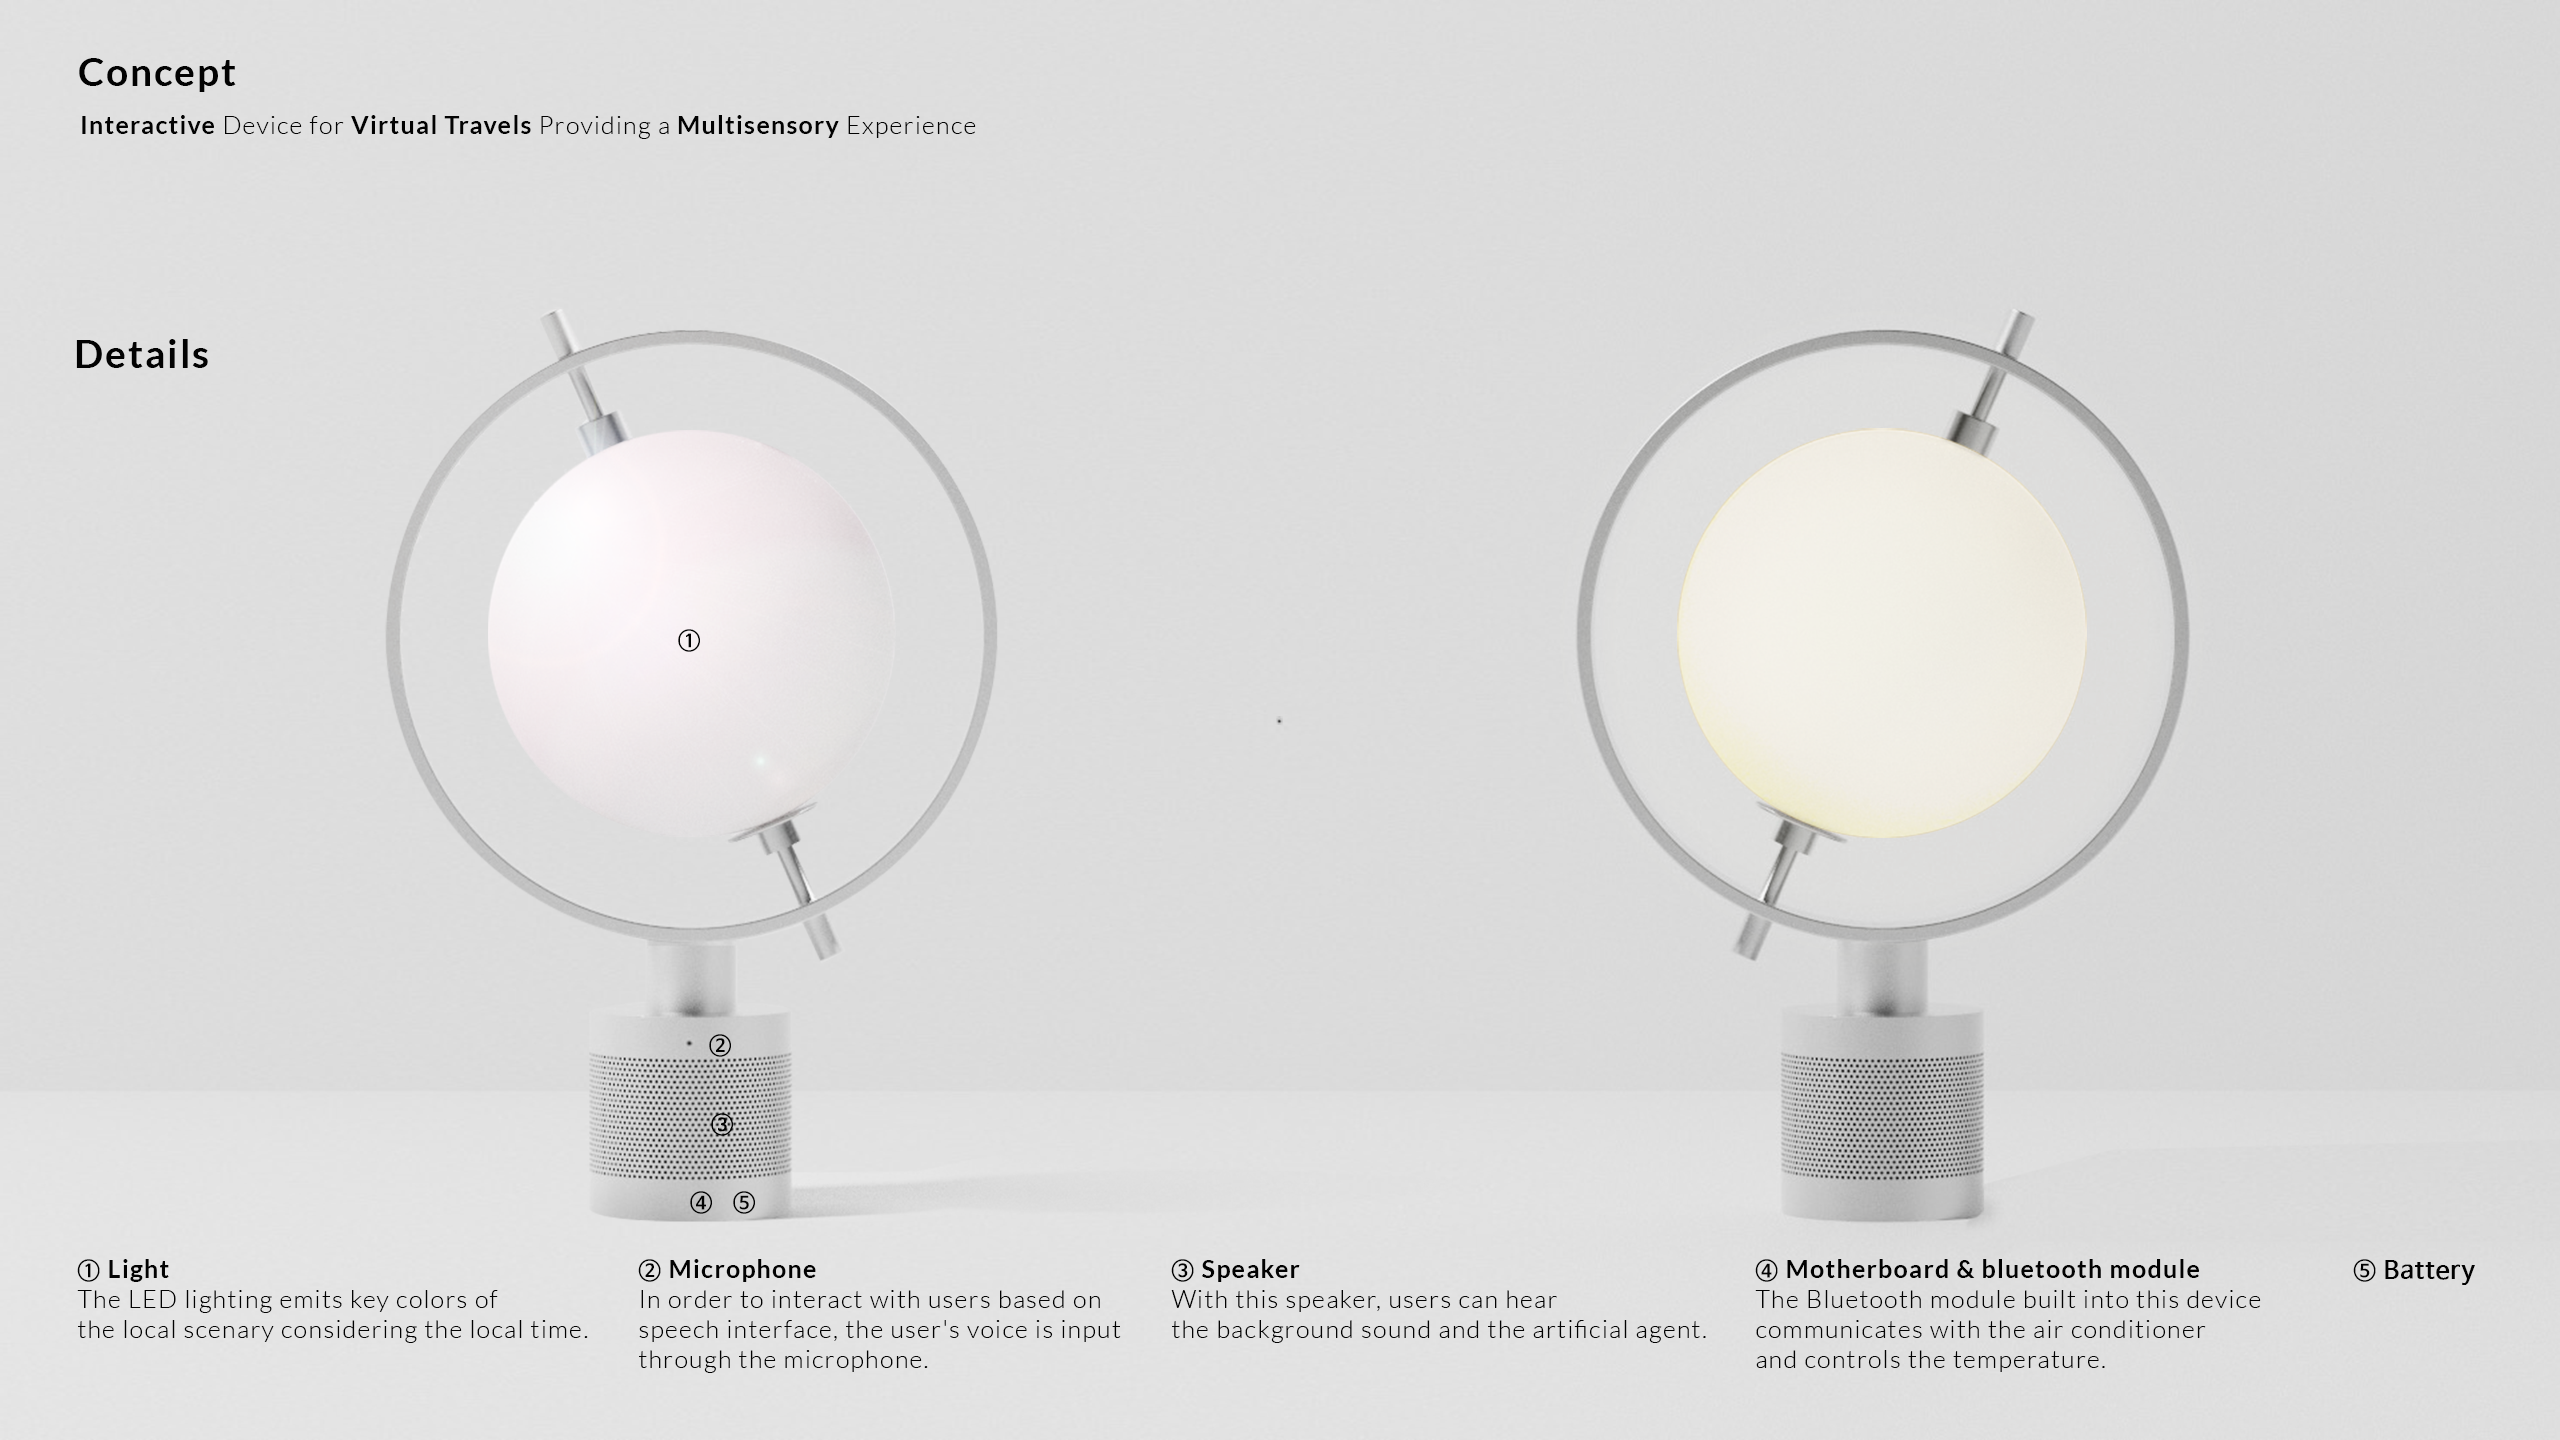 Concept
Interactive Device for Virtual Travels Providing a Multisensory Experience
Details
①
②
③
④ ⑤
① Light
The LED lighting emits key colors of
the local scenary considering the local time.
② Microphone
In order to interact with users based on
speech interface, the user's voice is input
through the microphone.
③ Speaker
With this speaker, users can hear
the background sound and the artificial agent.
④ Motherboard & bluetooth module
The Bluetooth module built into this device
communicates with the air conditioner
and controls the temperature.
⑤ Battery